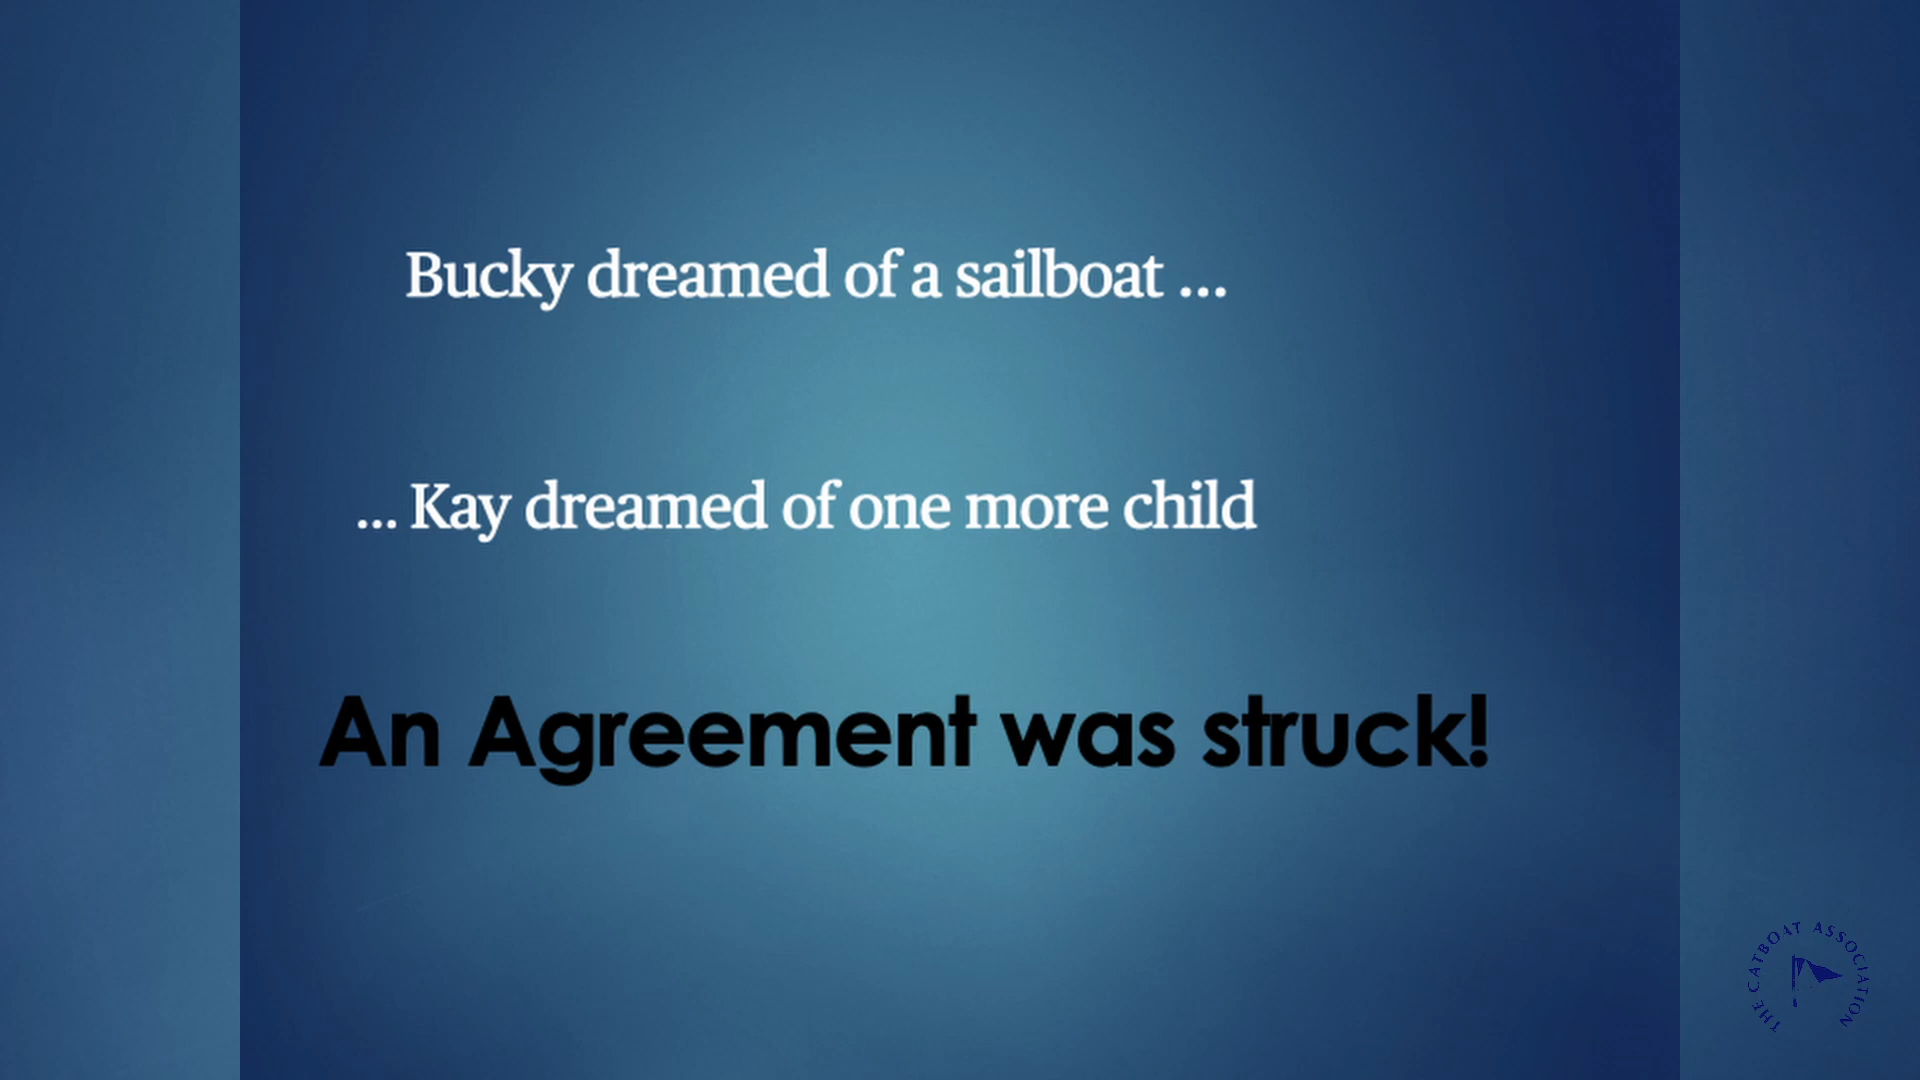 Bucky dreamed of a sailboat ...
... Kay dreamed of one more child
An Agreement was struck!
THE CATBOAT ASSOCIATION